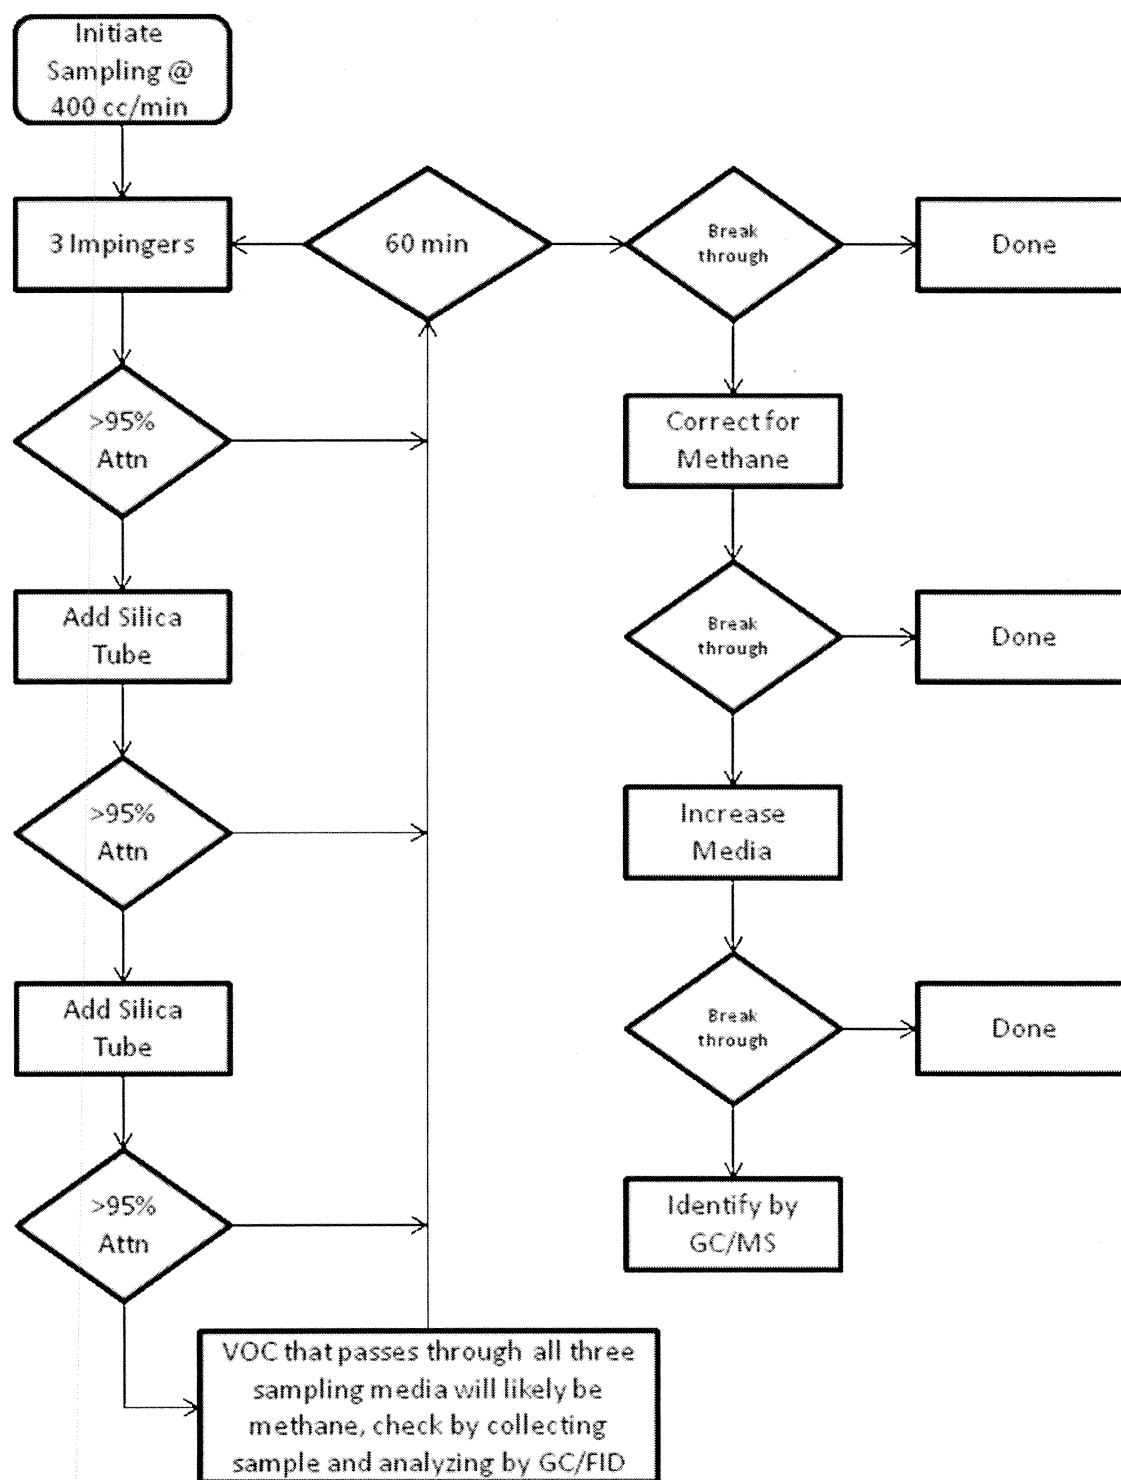 Initiate
Sampling @
400 cc/min
3 Impingers
60 min
Break
through
Done
>95%
Attn
Correct for
Methane
Add Silica
Tube
Break
through
Done
>95%
Attn
Increase
Media
Add Silica
Tube
Break
through
Done
>95%
Attn
Identify by
GC/MS
VOC that passes through all three
sampling media will likely be
methane, check by collecting
sample and analyzing by GC/FID